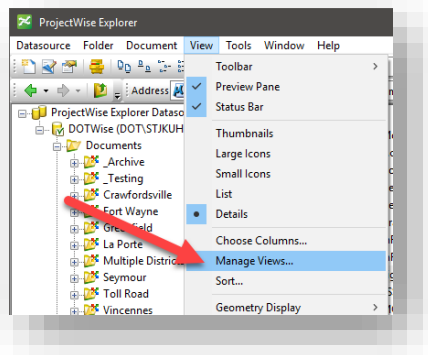 ProjectWise Explorer
Datasource Folder Document View Tools Window Help
Toolbar
Address
Preview Pane
Status Bar
ProjectWise Explorer Dataso
DOTWise (DOT\STJKUH
Documents
_Archive
_Testing
Crawfordsville
Fort Wayne
Greenfield
La Porte
Multiple Distric
Seymour
Toll Road
Vincennes
Thumbnails
Large Icons
Small Icons
List
Details
Choose Columns...
Manage Views...
Sort...
Geometry Display